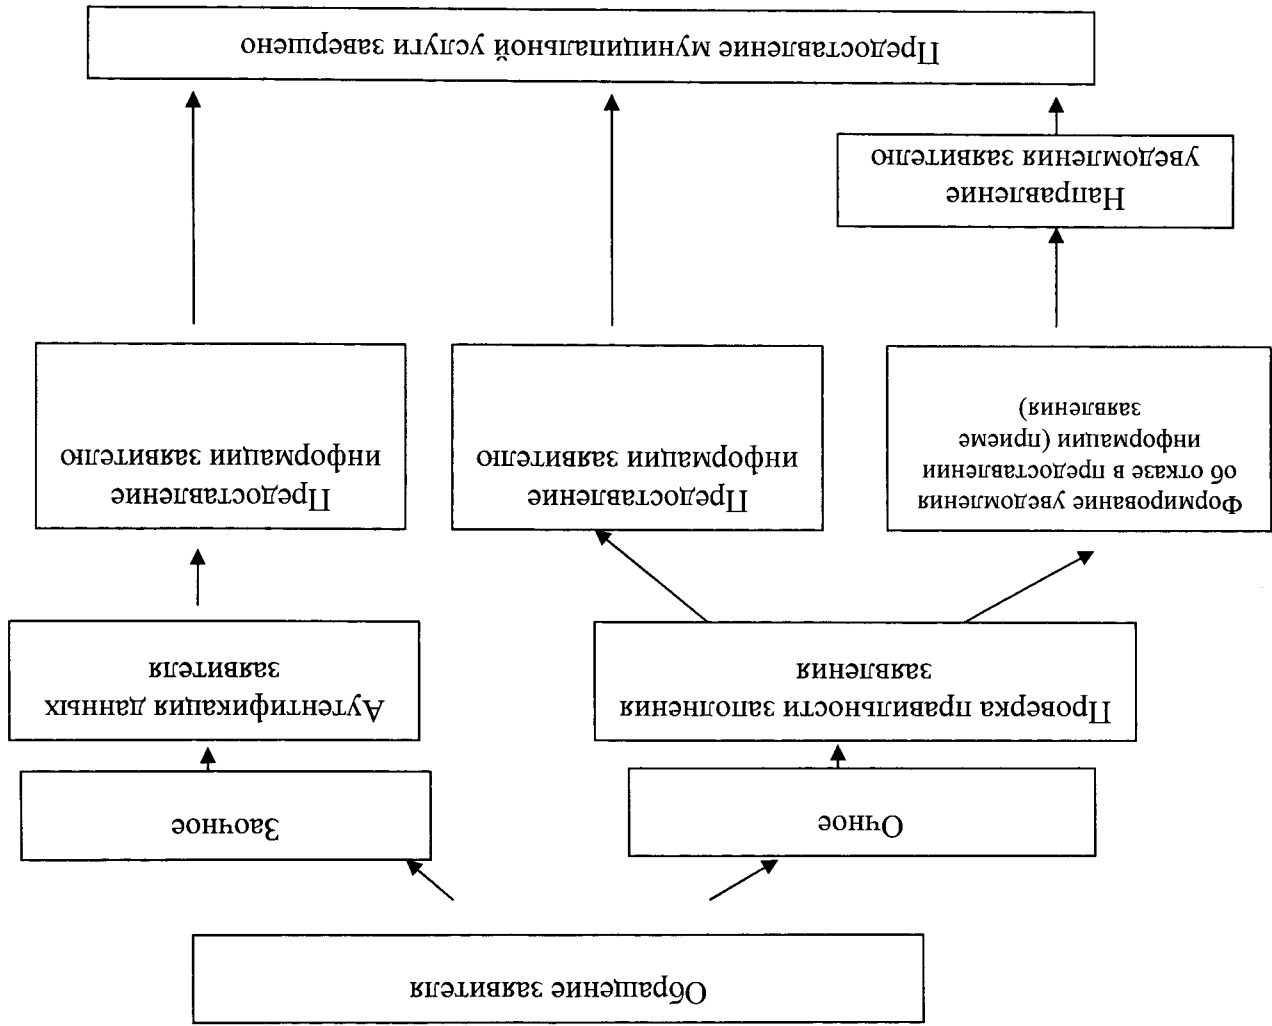 Обращение заявителя
Очное
Заочное
Проверка правильности заполнения
заявления
Аутентификация данных
заявителя
Формирование уведомления
об отказе в предоставлении
информации (приеме
заявления)
Предоставление
информации заявителю
Предоставление
информации заявителю
Направление
уведомления заявителю
Предоставление муниципальной услуги завершено